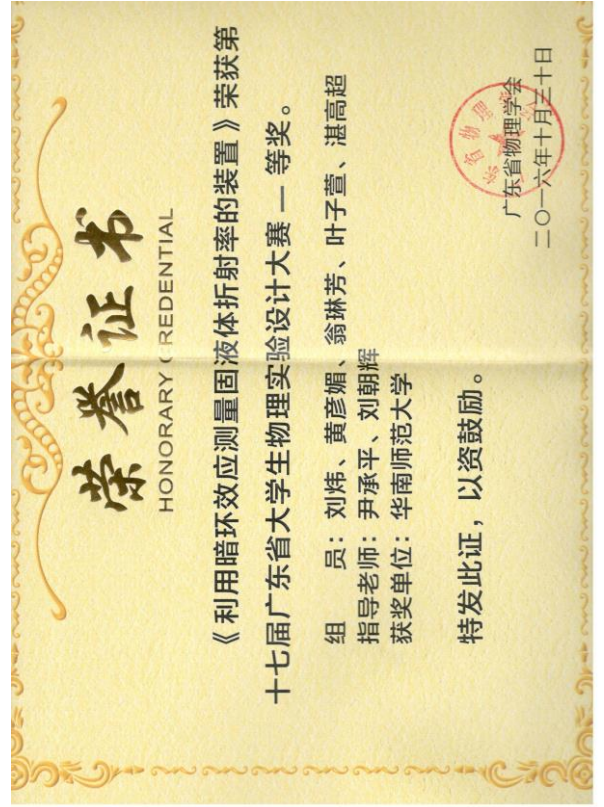 荣誉证书
HONORARY CREDENTIAL
《利用暗环效应测量固液体折射率的装置》荣获第
十七届广东省大学生物理实验设计大赛一等奖。
组 员：刘炜、黄彦媚、翁琳芳、叶子萱、湛高超
指导老师：尹承平、刘朝辉
获奖单位：华南师范大学
特发此证，以资鼓励。
广东省物理学会
二〇一六年十月三十日